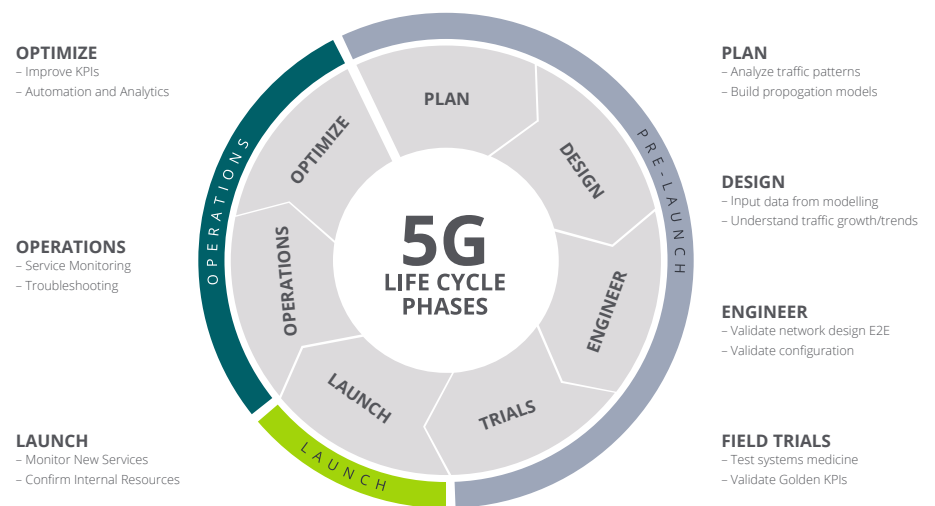 OPTIMIZE
– Improve KPIs
– Automation and Analytics
OPERATIONS
– Service Monitoring
– Troubleshooting
LAUNCH
– Monitor New Services
– Confirm Internal Resources
OPERATIONS
LAUNCH
PRE-LAUNCH
PLAN
DESIGN
ENGINEER
TRIALS
LAUNCH
OPERATIONS
OPTIMIZE
5G
LIFE CYCLE
PHASES
PLAN
– Analyze traffic patterns
– Build propogation models
DESIGN
– Input data from modelling
– Understand traffic growth/trends
ENGINEER
– Validate network design E2E
– Validate configuration
FIELD TRIALS
– Test systems medicine
– Validate Golden KPIs